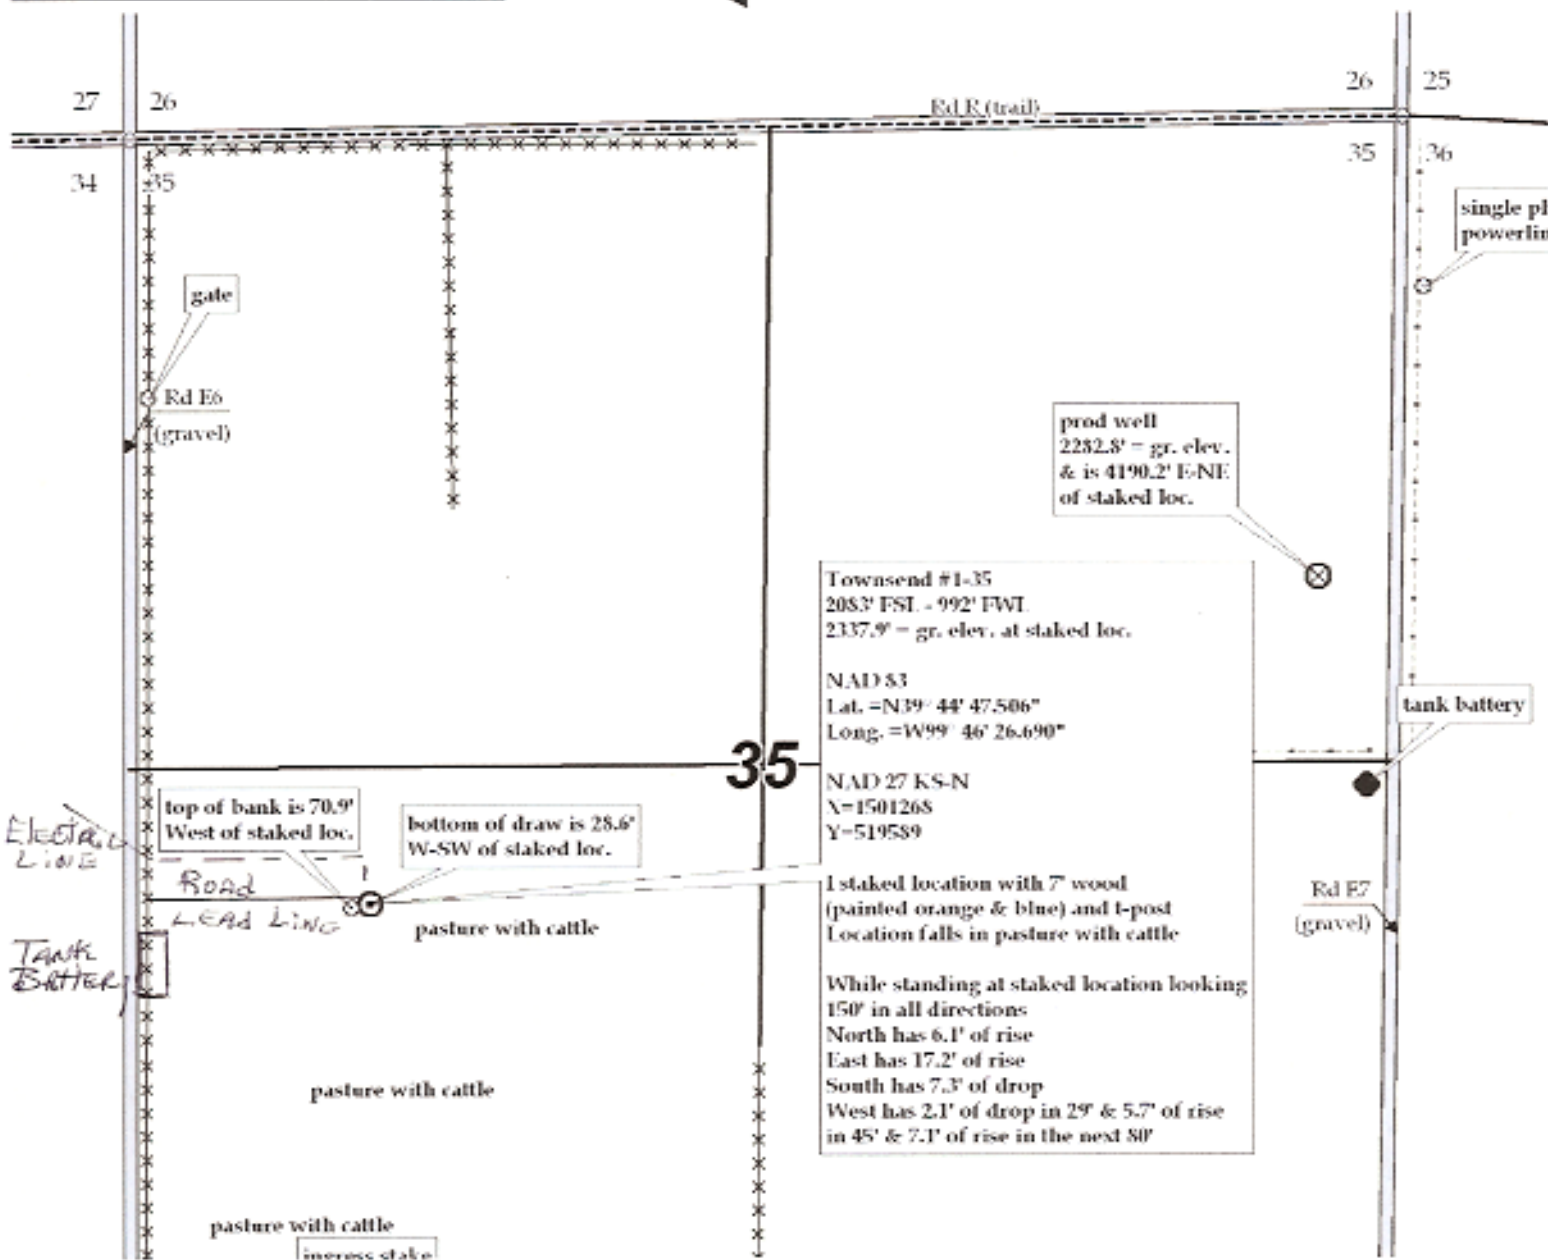 27 26
26 25
Rd R (trail)
34 35
35 36
single
gate
Rd E6
(gravel)
prod well
2282.8' = gr. elev.
& is 4190.2' E-NE
of staked loc.
Townsend #1-35
2083' FSL - 992' FWL
2337.9' = gr. elev. at staked loc.
NAD 83
Lat. =N39° 44' 47.506"
Long. =W99° 46' 26.690"
NAD 27 KS-N
X=1501268
Y=519589
I staked location with 7' wood
(painted orange & blue) and t-post
Location falls in pasture with cattle
While standing at staked location looking
150' in all directions
North has 6.1' of rise
East has 17.2' of rise
South has 7.3' of drop
West has 2.1' of drop in 29' & 5.7' of rise
in 45' & 7.1' of rise in the next 80'
tank battery
35
top of bank is 70.9'
West of staked loc.
bottom of draw is 28.6'
W-SW of staked loc.
LINE
ROAD
LEAD LINE
pasture with cattle
Rd E7
(gravel)
TANK
pasture with cattle
pasture with cattle
ingress stake